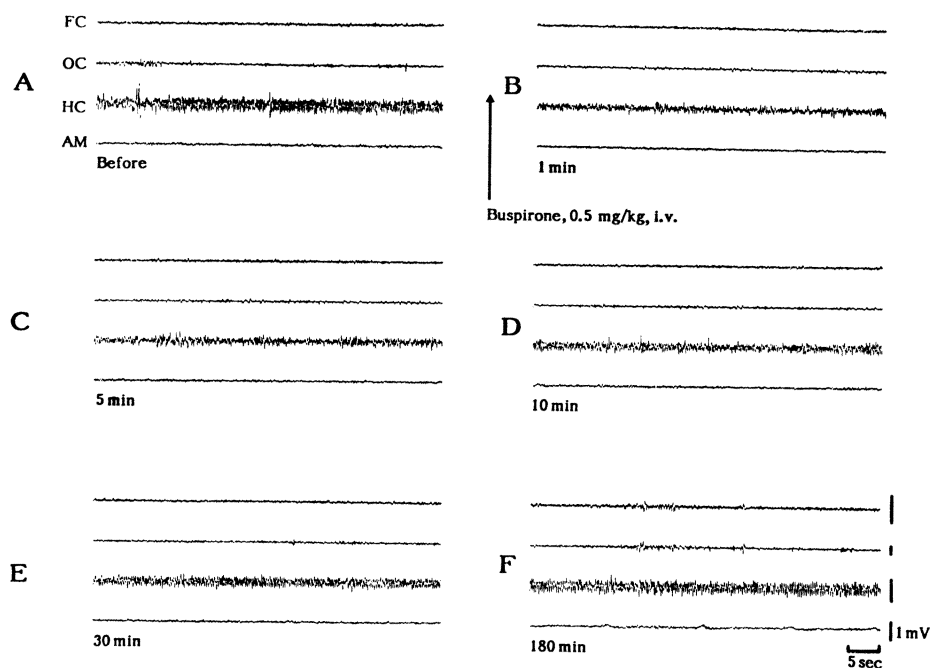 FC
OC
A
HC
AM
Before
B
1 min
Buspirone, 0.5 mg/kg, i.v.
C
5 min
D
10 min
E
30 min
F
180 min
1 mV
5 sec